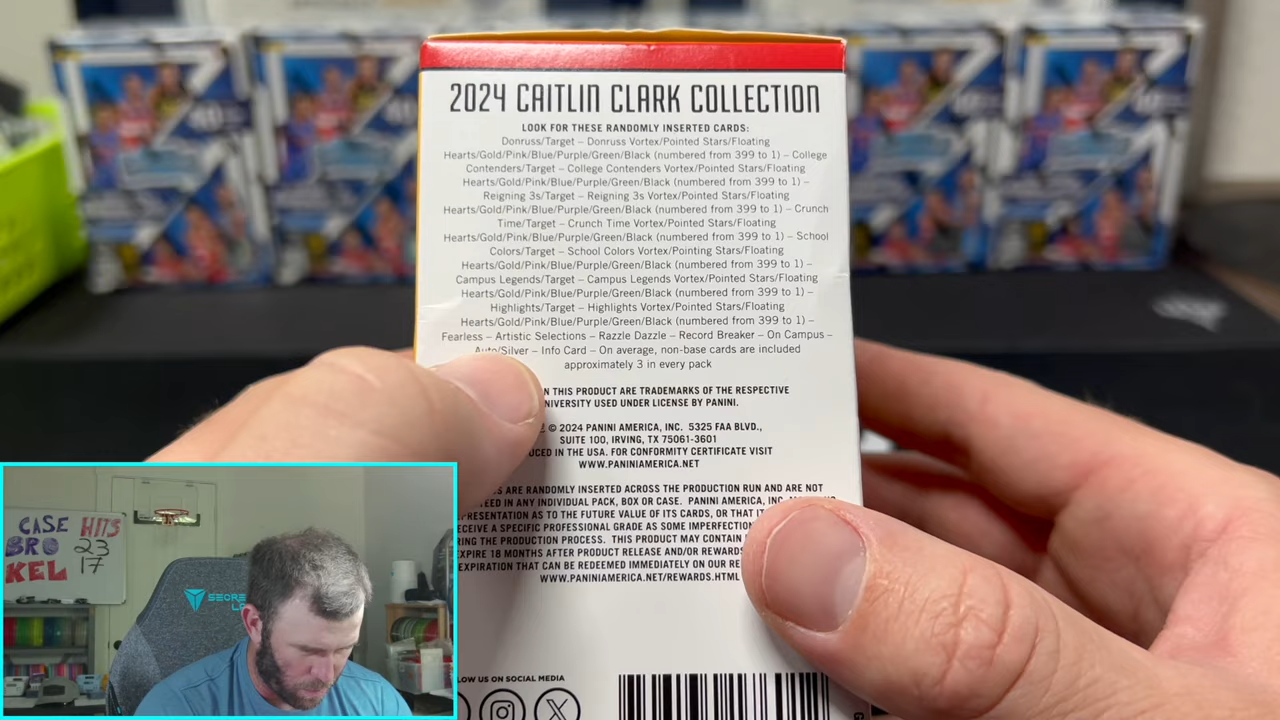 2024 CAITLIN CLARK COLLECTION
LOOK FOR THESE RANDOMLY INSERTED CARDS:
Donruss/Target – Donruss Vortex/Pointed Stars/Floating
Hearts/Gold/Pink/Blue/Purple/Green/Black (numbered from 399 to 1) – College
Contenders/Target – College Contenders Vortex/Pointed Stars/Floating
Hearts/Gold/Pink/Blue/Purple/Green/Black (numbered from 399 to 1) –
Reigning 3s/Target – Reigning 3s Vortex/Pointed Stars/Floating
Hearts/Gold/Pink/Blue/Purple/Green/Black (numbered from 399 to 1) – Crunch
Time/Target – Crunch Time Vortex/Pointed Stars/Floating
Hearts/Gold/Pink/Blue/Purple/Green/Black (numbered from 399 to 1) – School
Colors/Target – School Colors Vortex/Pointing Stars/Floating
Hearts/Gold/Pink/Blue/Purple/Green/Black (numbered from 399 to 1) –
Campus Legends/Target – Campus Legends Vortex/Pointed Stars/Floating
Hearts/Gold/Pink/Blue/Purple/Green/Black (numbered from 399 to 1) –
Highlights/Target – Highlights Vortex/Pointed Stars/Floating
Hearts/Gold/Pink/Blue/Purple/Green/Black (numbered from 399 to 1) –
Fearless – Artistic Selections – Razzle Dazzle – Record Breaker – On Campus –
Auto/Silver – Info Card – On average, non-base cards are included
approximately 3 in every pack
N THIS PRODUCT ARE TRADEMARKS OF THE RESPECTIVE
NIVERSITY USED UNDER LICENSE BY PANINI.
© 2024 PANINI AMERICA, INC. 5325 FAA BLVD.,
SUITE 100, IRVING, TX 75061-3601
UCED IN THE USA. FOR CONFORMITY CERTIFICATE VISIT
WWW.PANINIAMERICA.NET
S ARE RANDOMLY INSERTED ACROSS THE PRODUCTION RUN AND ARE NOT
EED IN ANY INDIVIDUAL PACK, BOX OR CASE. PANINI AMERICA, INC.
PRESENTATION AS TO THE FUTURE VALUE OF ITS CARDS, OR THAT IT
ECEIVE A SPECIFIC PROFESSIONAL GRADE AS SOME IMPERFECTION
RING THE PRODUCTION PROCESS. THIS PRODUCT MAY CONTAIN
EXPIRE 18 MONTHS AFTER PRODUCT RELEASE AND/OR REWARDS
EXPIRATION THAT CAN BE REDEEMED IMMEDIATELY ON OUR RE
WWW.PANINIAMERICA.NET/REWARDS.HTML
LOW US ON SOCIAL MEDIA
CASE HITS
BRO 23
KEL 17
SECRE
L